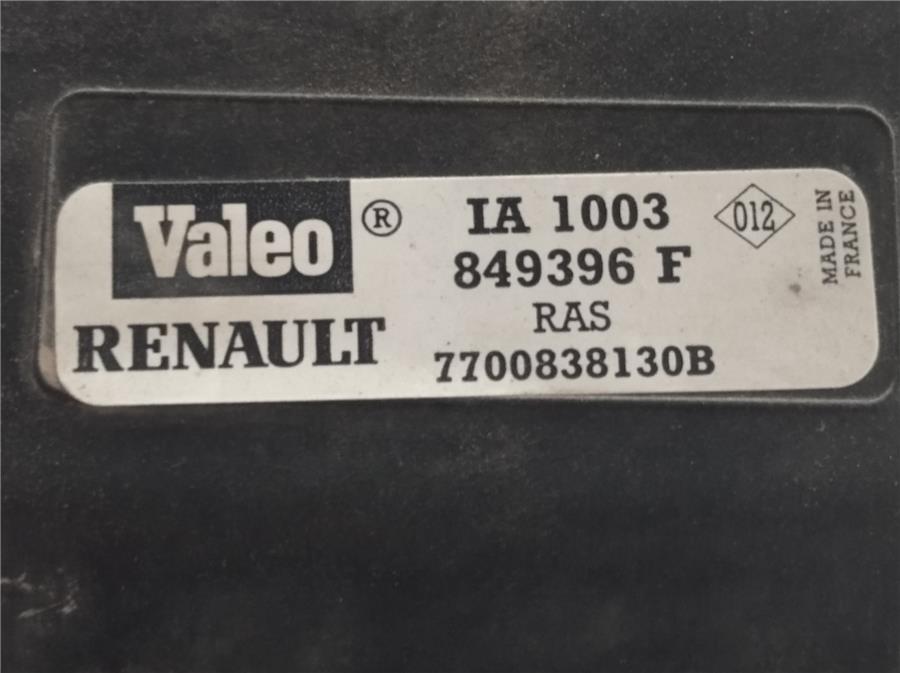 Valeo ®
RENAULT
IA 1003
849396 F
RAS
7700838130B
012
MADE IN
FRANCE